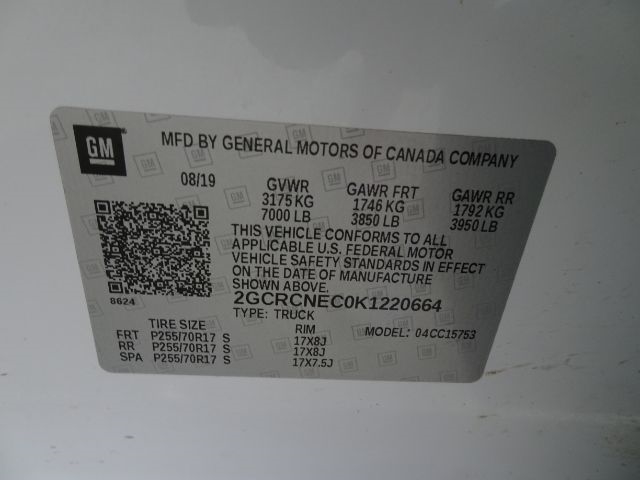 GM
MFD BY GENERAL MOTORS OF CANADA COMPANY
08/19
GVWR GAWR FRT GAWR RR
3175 KG 1746 KG 1792 KG
7000 LB 3850 LB 3950 LB
THIS VEHICLE CONFORMS TO ALL
APPLICABLE U.S. FEDERAL MOTOR
VEHICLE SAFETY STANDARDS IN EFFECT
ON THE DATE OF MANUFACTURE
SHOWN ABOVE.
8624
2GCRCNEC0K1220664
TYPE: TRUCK
MODEL: 04CC15753
TIRE SIZE RIM
FRT P255/70R17 S 17X8J
RR P255/70R17 S 17X8J
SPA P255/70R17 S 17X7.5J